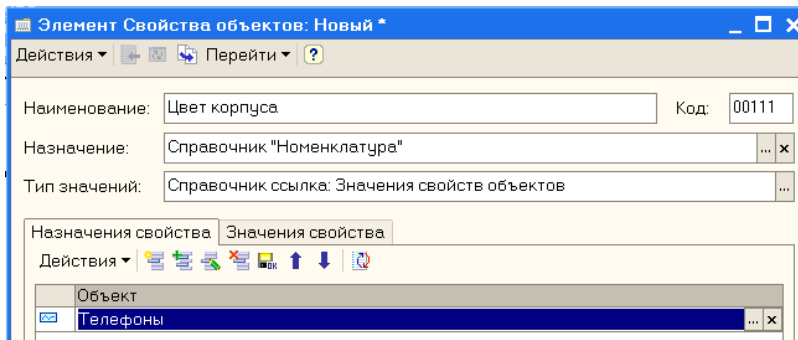 Элемент Свойства объектов: Новый *
Действия Перейти ?
Наименование: Цвет корпуса Код: 00111
Назначение: Справочник "Номенклатура" ... x
Тип значений: Справочник ссылка: Значения свойств объектов ...
Назначения свойства Значения свойства
Действия OK
Объект
Телефоны ... x